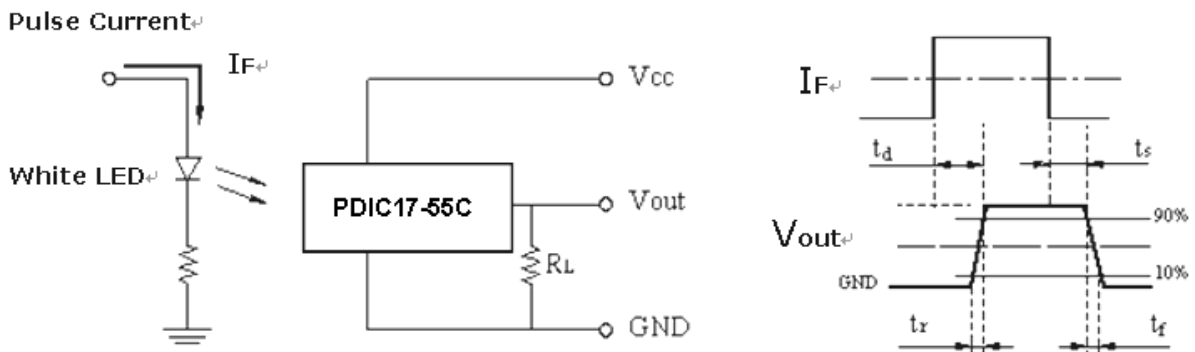 Pulse Current↵
IF↵
White LED↵
PDIC17-55C
Vcc
Vout
RL
GND
IF↵
td
ts
Vout↵
90%
10%
GND
tr
tf